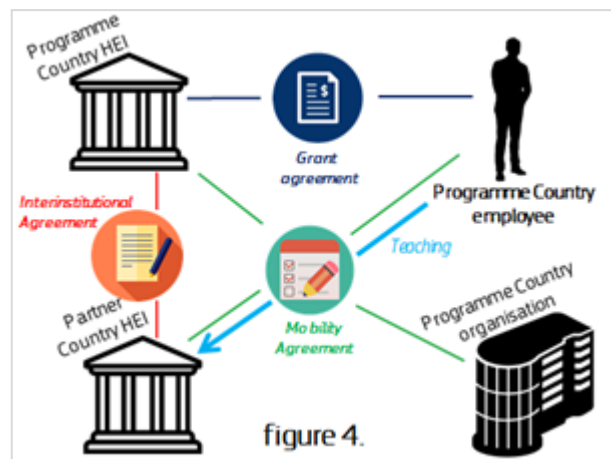 Programme
Country HEI
$
Grant
agreement
Programme Country
employee
Interinstitutional
Agreement
Teaching
Partner
Country HEI
Mobility
Agreement
Programme Country
organisation
figure 4.